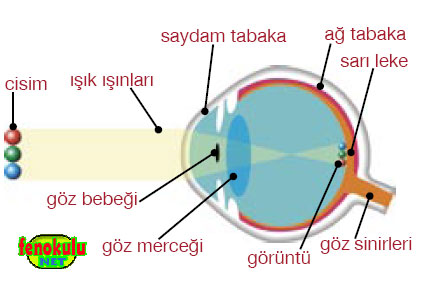 saydam tabaka
ağ tabaka
sarı leke
cisim
ışık ışınları
göz bebeği
göz merceği
görüntü
göz sinirleri
fenokulu
NET